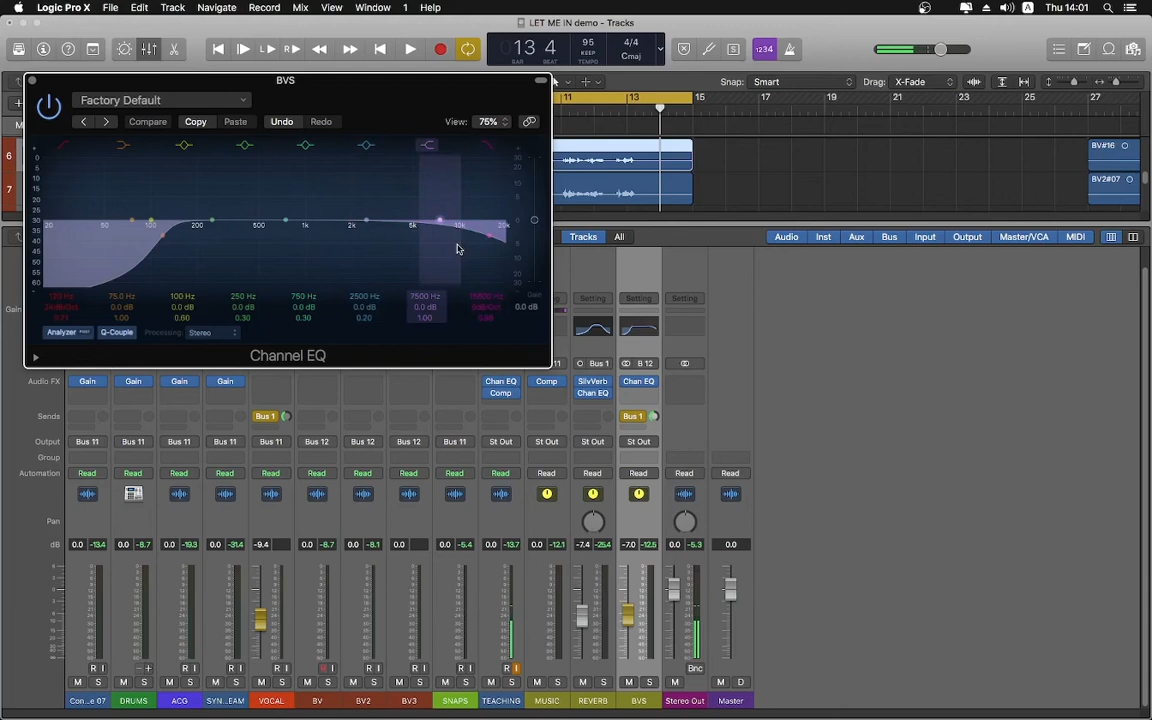 Logic Pro X File Edit Track Navigate Record Mix View Window 1 Help A Thu 14:01
LET ME IN demo - Tracks
13 4 95 4/4
BAR BEAT KEEP TEMPO Cmaj
S 1234
BVS
Snap: Smart Drag: X-Fade
Factory Default
11 13 15 17 19 21 23 25 27
Compare Copy Paste Undo Redo View: 75%
6 BV#16
7 BV2#07
20 50 100 500 1k 2k 5k 10k 20k
Tracks All Audio Inst Aux Bus Input Output Master/VCA MIDI
75.0 Hz 100 Hz 250 Hz 750 Hz 2500 Hz 7500 Hz Gain
0.0 dB 0.0 dB 0.0 dB 0.0 dB 0.0 dB 0.0 dB 0.0 dB
1.00 0.60 0.30 0.30 0.20 1.00
Setting Setting Setting
Analyzer Q-Couple Processing: Stereo
Channel EQ
Bus 1 B 12
Audio FX Gain Gain Gain Gain Chan EQ Comp SilvVerb Chan EQ
Comp Chan EQ
Sends Bus 1 Bus 1
Output Bus 11 Bus 11 Bus 11 Bus 11 Bus 11 Bus 12 Bus 12 Bus 12 Bus 11 St Out St Out St Out St Out
Group
Automation Read Read Read Read Read Read Read Read Read Read Read Read Read Read Read
Pan
dB 0.0 -13.4 0.0 -8.7 0.0 -19.3 0.0 -31.4 -9.4 0.0 -8.7 0.0 -8.1 0.0 0.0 -5.4 0.0 -13.7 0.0 -12.1 -7.4 -25.4 -7.0 -12.5 0.0 -5.3 0.0
R I R I R I R I R I R I R I R I R I Bnc
M S M S M S M S M S M S M S M S M S M S M S M S M S M M D
Con...e 07 DRUMS ACG SYN...EAM VOCAL BV BV2 BV3 SNAPS TEACHING MUSIC REVERB BVS Stereo Out Master